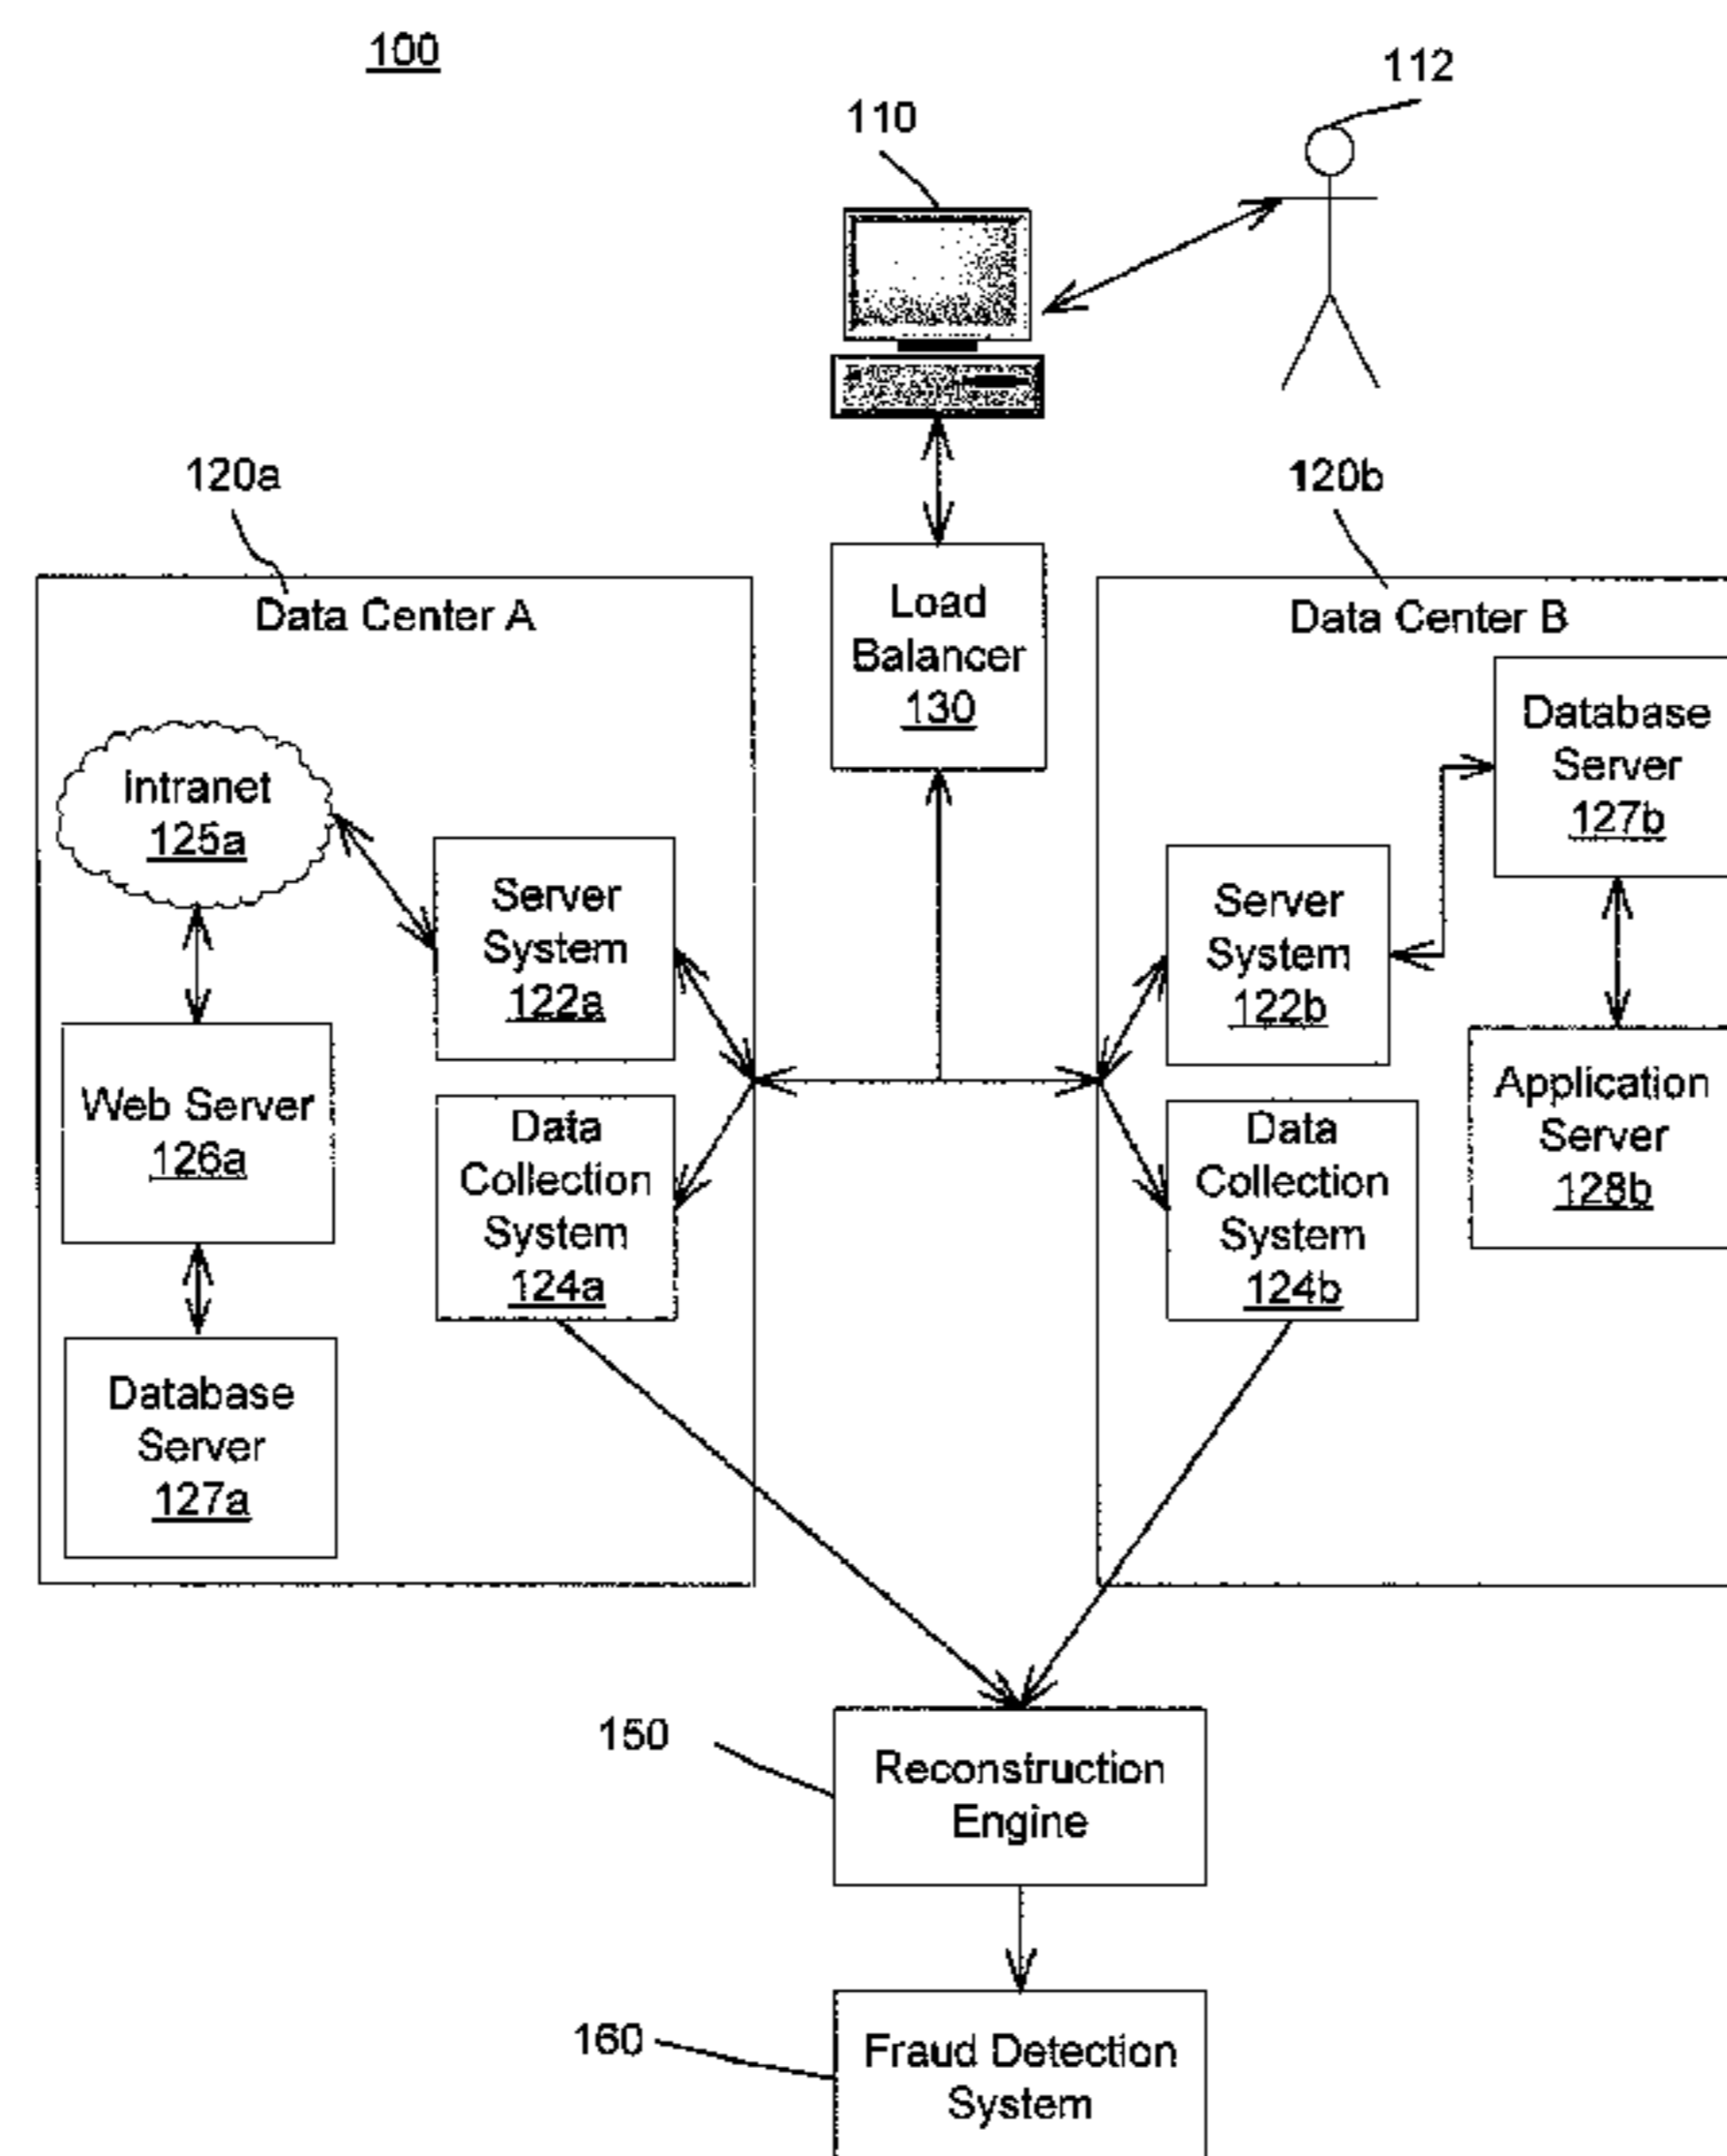 100
112
110
120a
120b
Data Center A
Load
Balancer
130
Data Center B
Intranet
125a
Server
System
122a
Web Server
126a
Data
Collection
System
124a
Database
Server
127a
Database
Server
127b
Server
System
122b
Application
Server
128b
Data
Collection
System
124b
150
Reconstruction
Engine
160
Fraud Detection
System